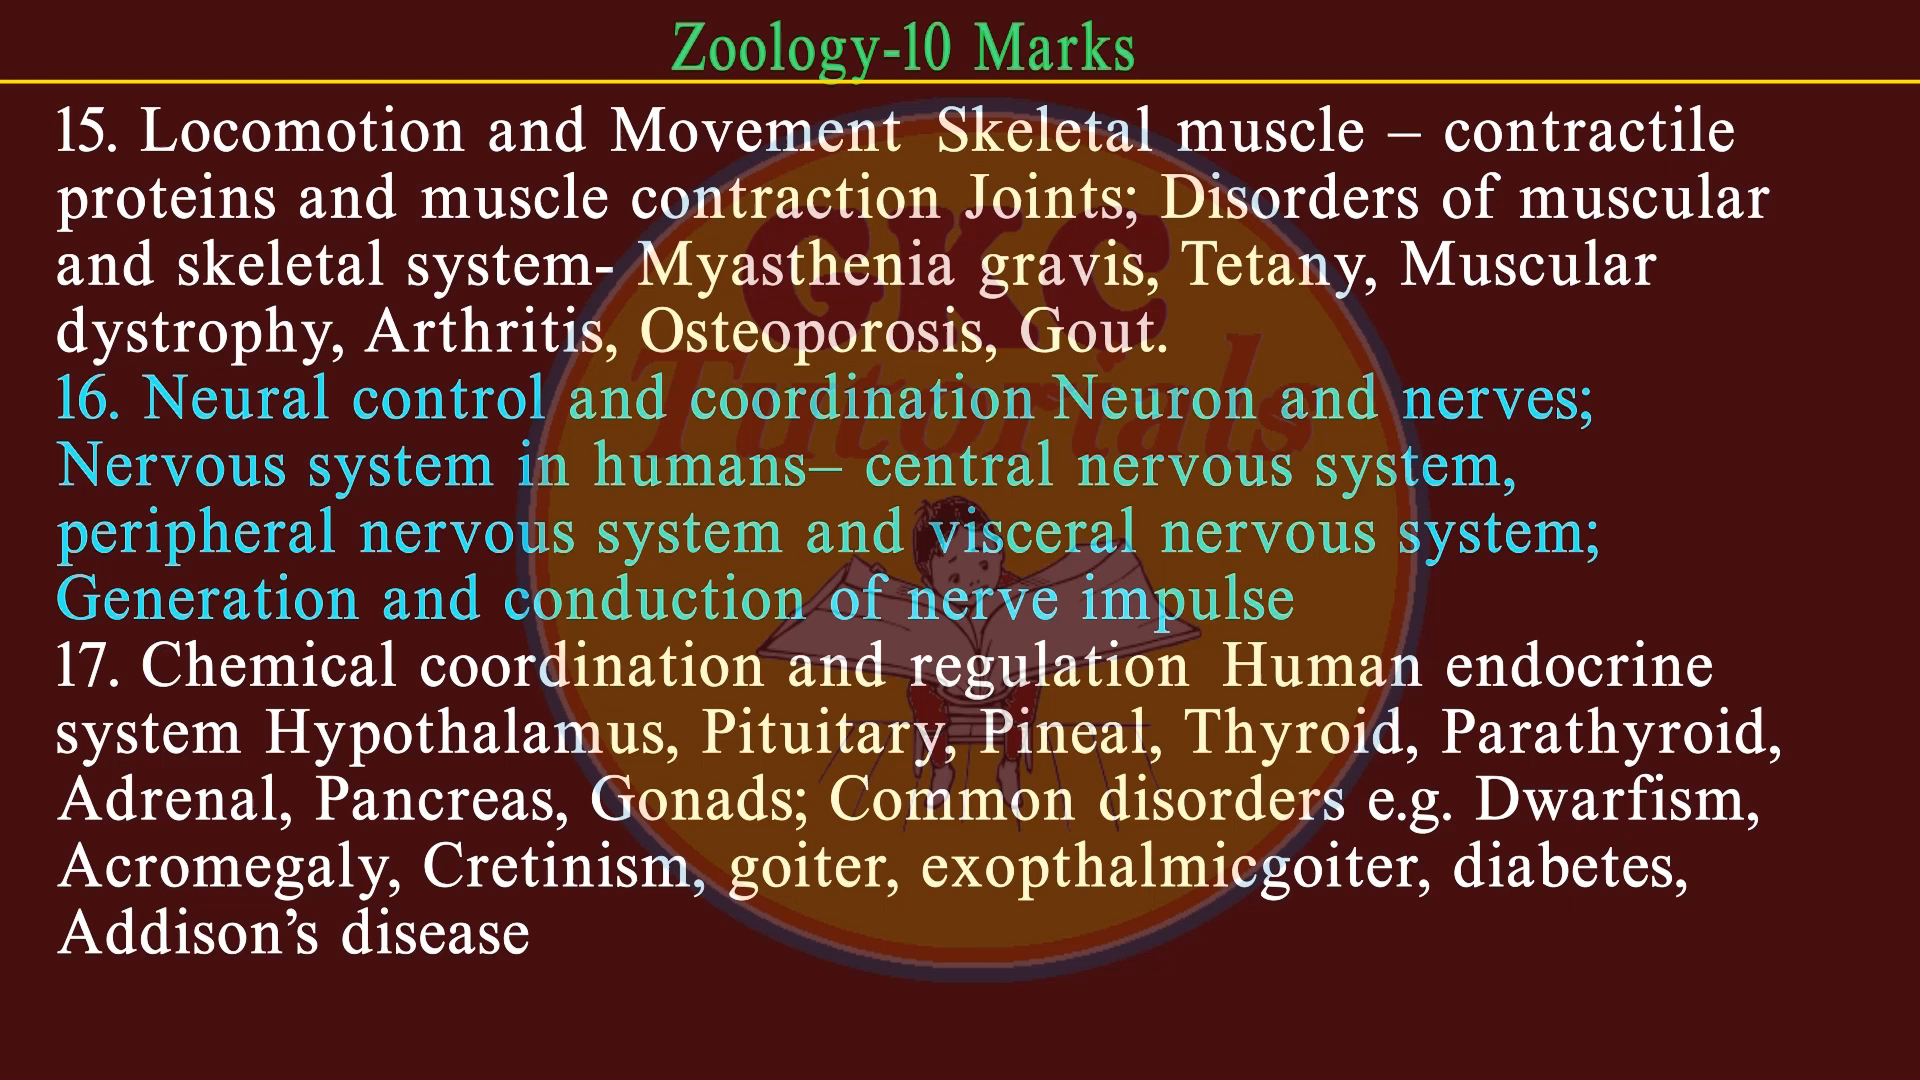 Zoology-10 Marks
15. Locomotion and Movement Skeletal muscle – contractile
proteins and muscle contraction Joints; Disorders of muscular
and skeletal system- Myasthenia gravis, Tetany, Muscular
dystrophy, Arthritis, Osteoporosis, Gout.
16. Neural control and coordination Neuron and nerves;
Nervous system in humans– central nervous system,
peripheral nervous system and visceral nervous system;
Generation and conduction of nerve impulse
17. Chemical coordination and regulation Human endocrine
system Hypothalamus, Pituitary, Pineal, Thyroid, Parathyroid,
Adrenal, Pancreas, Gonads; Common disorders e.g. Dwarfism,
Acromegaly, Cretinism, goiter, exopthalmicgoiter, diabetes,
Addison’s disease
GKC
Tutorials